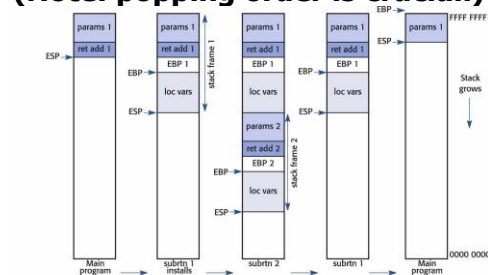 (Note: popping order is crucial!)
EBP
FFFF FFFF
params 1
ret add 1
ESP
params 1
ret add 1
EBP 1
EBP
loc vars
ESP
stack frame 1
params 1
ret add 1
EBP 1
loc vars
params 2
ret add 2
EBP 2
EBP
loc vars
ESP
stack frame 2
params 1
ret add 1
EBP 1
EBP
loc vars
ESP
params 1
ESP
Stack
grows
0000 0000
Main
program
subrtn 1
installs
subrtn 2
subrtn 1
Main
program